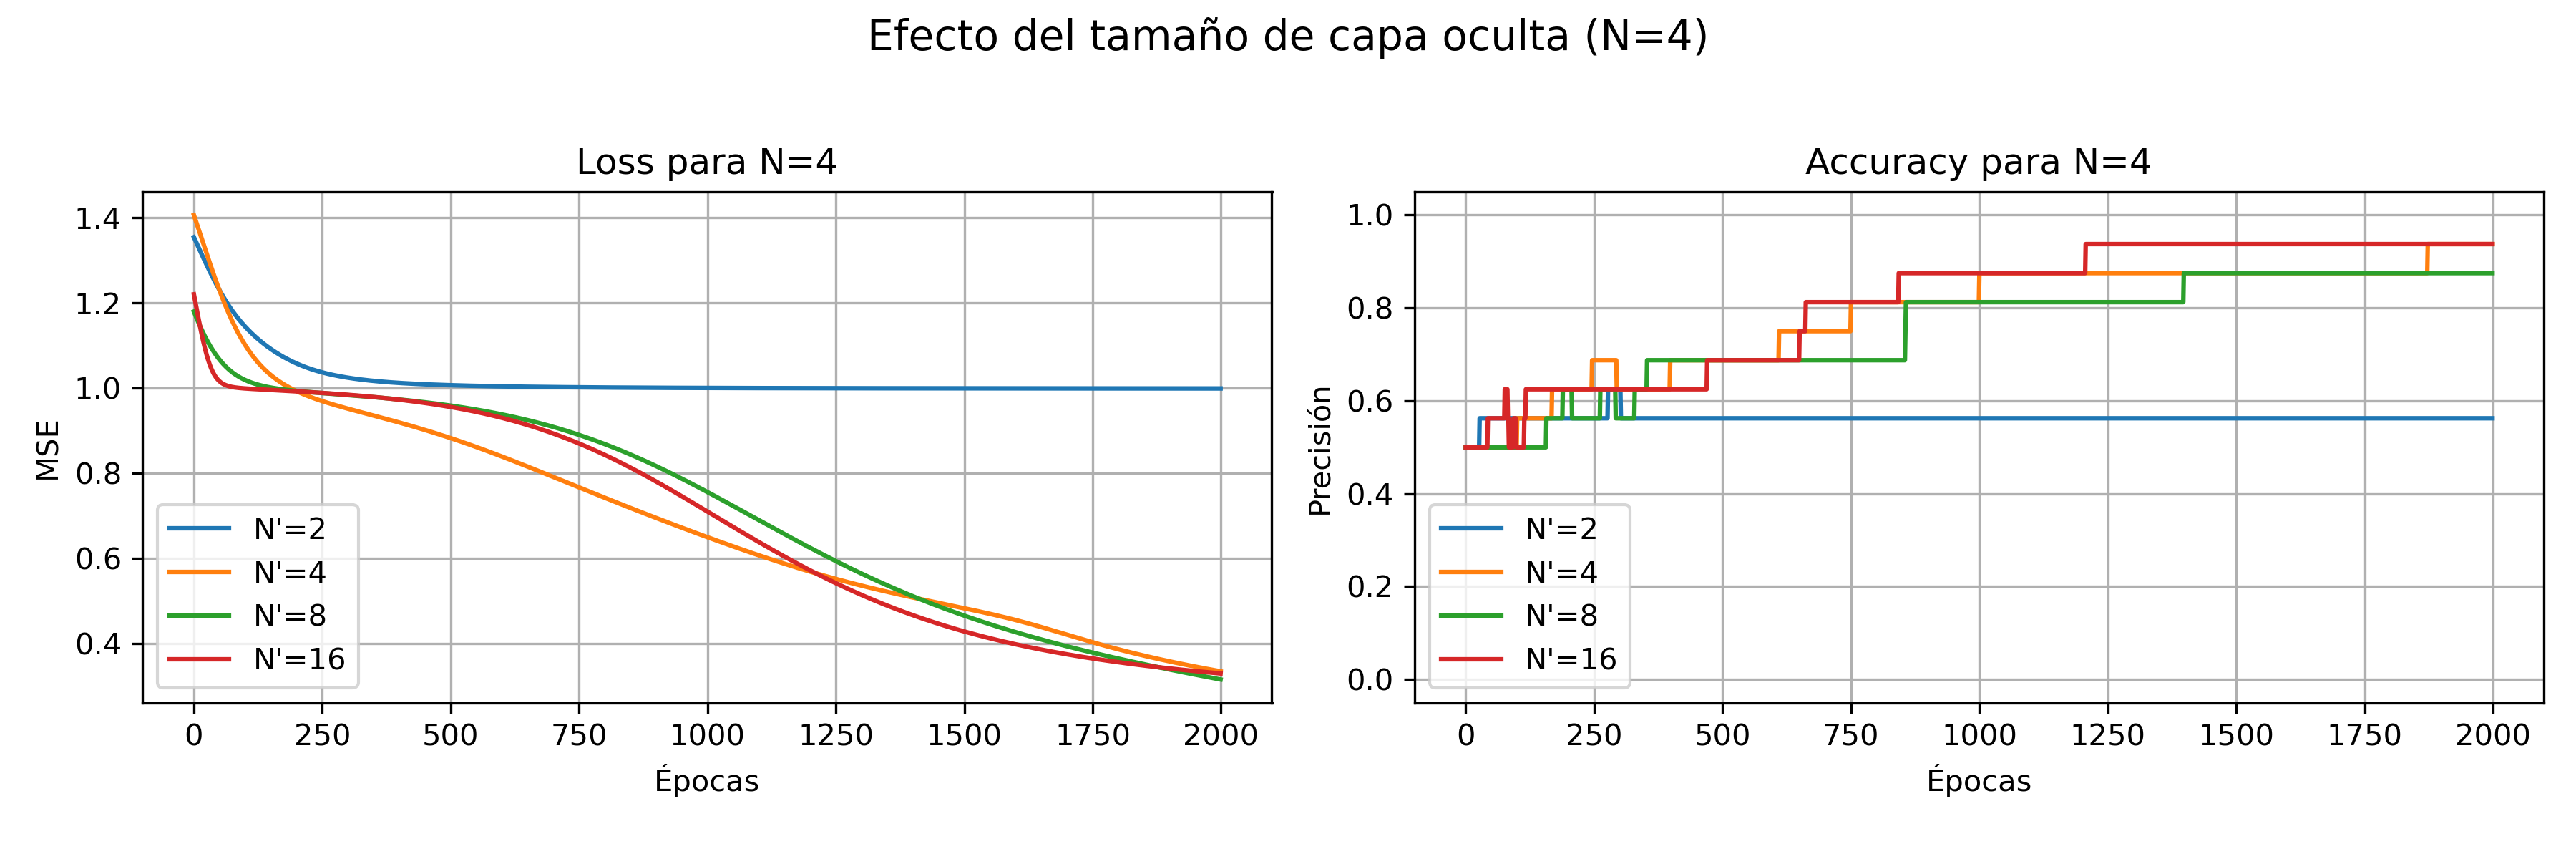 Efecto del tamaño de capa oculta (N=4)
Loss para N=4
MSE
1.4
1.2
1.0
0.8
0.6
0.4
N'=2
N'=4
N'=8
N'=16
0 250 500 750 1000 1250 1500 1750 2000
Épocas
Accuracy para N=4
Precisión
1.0
0.8
0.6
0.4
0.2
0.0
N'=2
N'=4
N'=8
N'=16
0 250 500 750 1000 1250 1500 1750 2000
Épocas